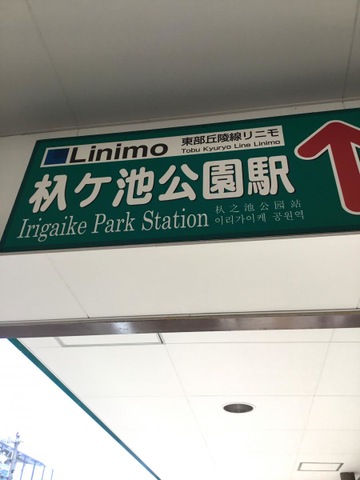 Linimo 東部丘陵線リニモ
Tobu Kyuryo Line Linimo
杁ケ池公園駅
Irigaike Park Station
杁之池公园站
이리가이케 공원역